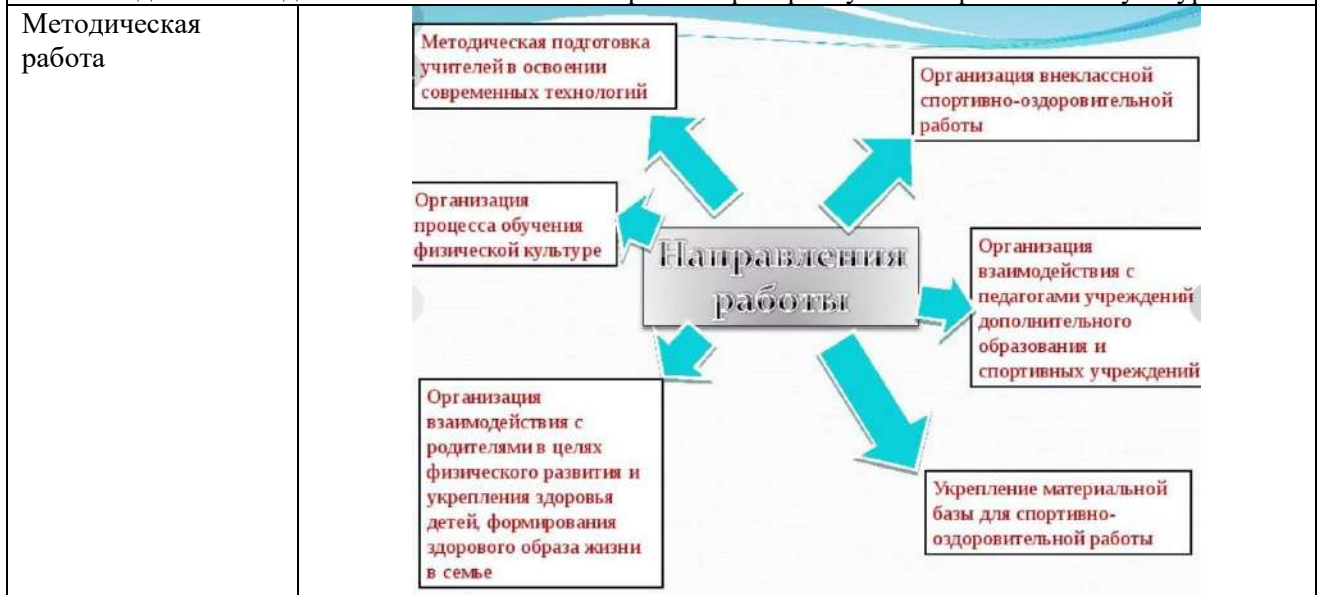 Методическая
работа
Методическая подготовка
учителей в освоении
современных технологий
Организация внеклассной
спортивно-оздоровительной
работы
Организация
процесса обучения
физической культуре
Направления
работы
Организация
взаимодействия с
педагогами учреждений
дополнительного
образования и
спортивных учреждений
Организация
взаимодействия с
родителями в целях
физического развития и
укрепления здоровья
детей, формирования
здорового образа жизни
в семье
Укрепление материальной
базы для спортивно-
оздоровительной работы